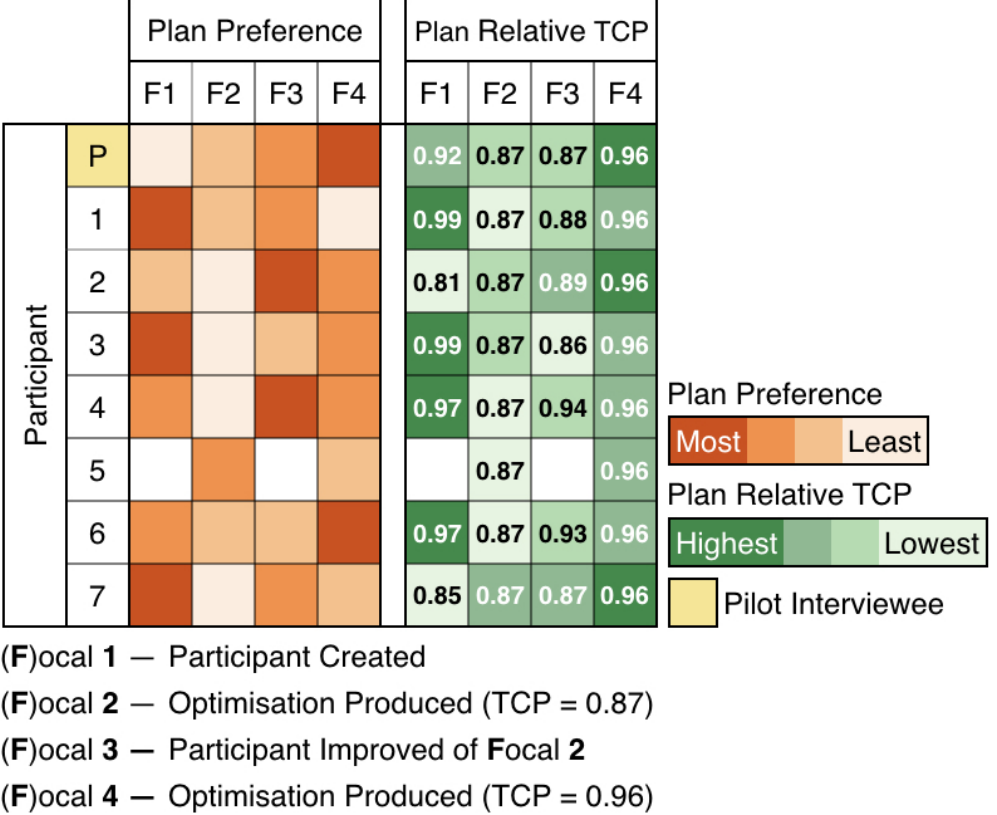 Plan Preference Plan Relative TCP
F1 F2 F3 F4 F1 F2 F3 F4
Participant
P 0.92 0.87 0.87 0.96
1 0.99 0.87 0.88 0.96
2 0.81 0.87 0.89 0.96
3 0.99 0.87 0.86 0.96
4 0.97 0.87 0.94 0.96
5 0.87 0.96
6 0.97 0.87 0.93 0.96
7 0.85 0.87 0.87 0.96
Plan Preference
Most Least
Plan Relative TCP
Highest Lowest
Pilot Interviewee
(F)ocal 1 — Participant Created
(F)ocal 2 — Optimisation Produced (TCP = 0.87)
(F)ocal 3 — Participant Improved of Focal 2
(F)ocal 4 — Optimisation Produced (TCP = 0.96)